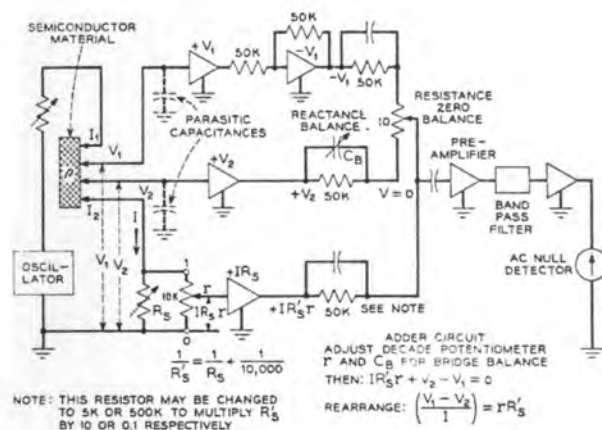 SEMICONDUCTOR
MATERIAL
50K
50K
+V1
-V1
-V1
50K
I1
V1
PARASITIC
CAPACITANCES
REACTANCE
BALANCE
CB
RESISTANCE
ZERO
BALANCE
10
PRE-
AMPLIFIER
ρ
V2
+V2
+V2
50K
V=0
I2
I
V1
V2
BAND
PASS
FILTER
OSCIL-
LATOR
AC NULL
DETECTOR
RS
1
10K
r
IRS r
0
+IRS
+IR'S r
50K
SEE NOTE
1/R'S = 1/RS + 1/10,000
ADDER CIRCUIT
ADJUST DECADE POTENTIOMETER
r AND CB FOR BRIDGE BALANCE
THEN: IR'S r + V2 - V1 = 0
REARRANGE: (V1 - V2 / I) = rR'S
NOTE: THIS RESISTOR MAY BE CHANGED
TO 5K OR 500K TO MULTIPLY R'S
BY 10 OR 0.1 RESPECTIVELY